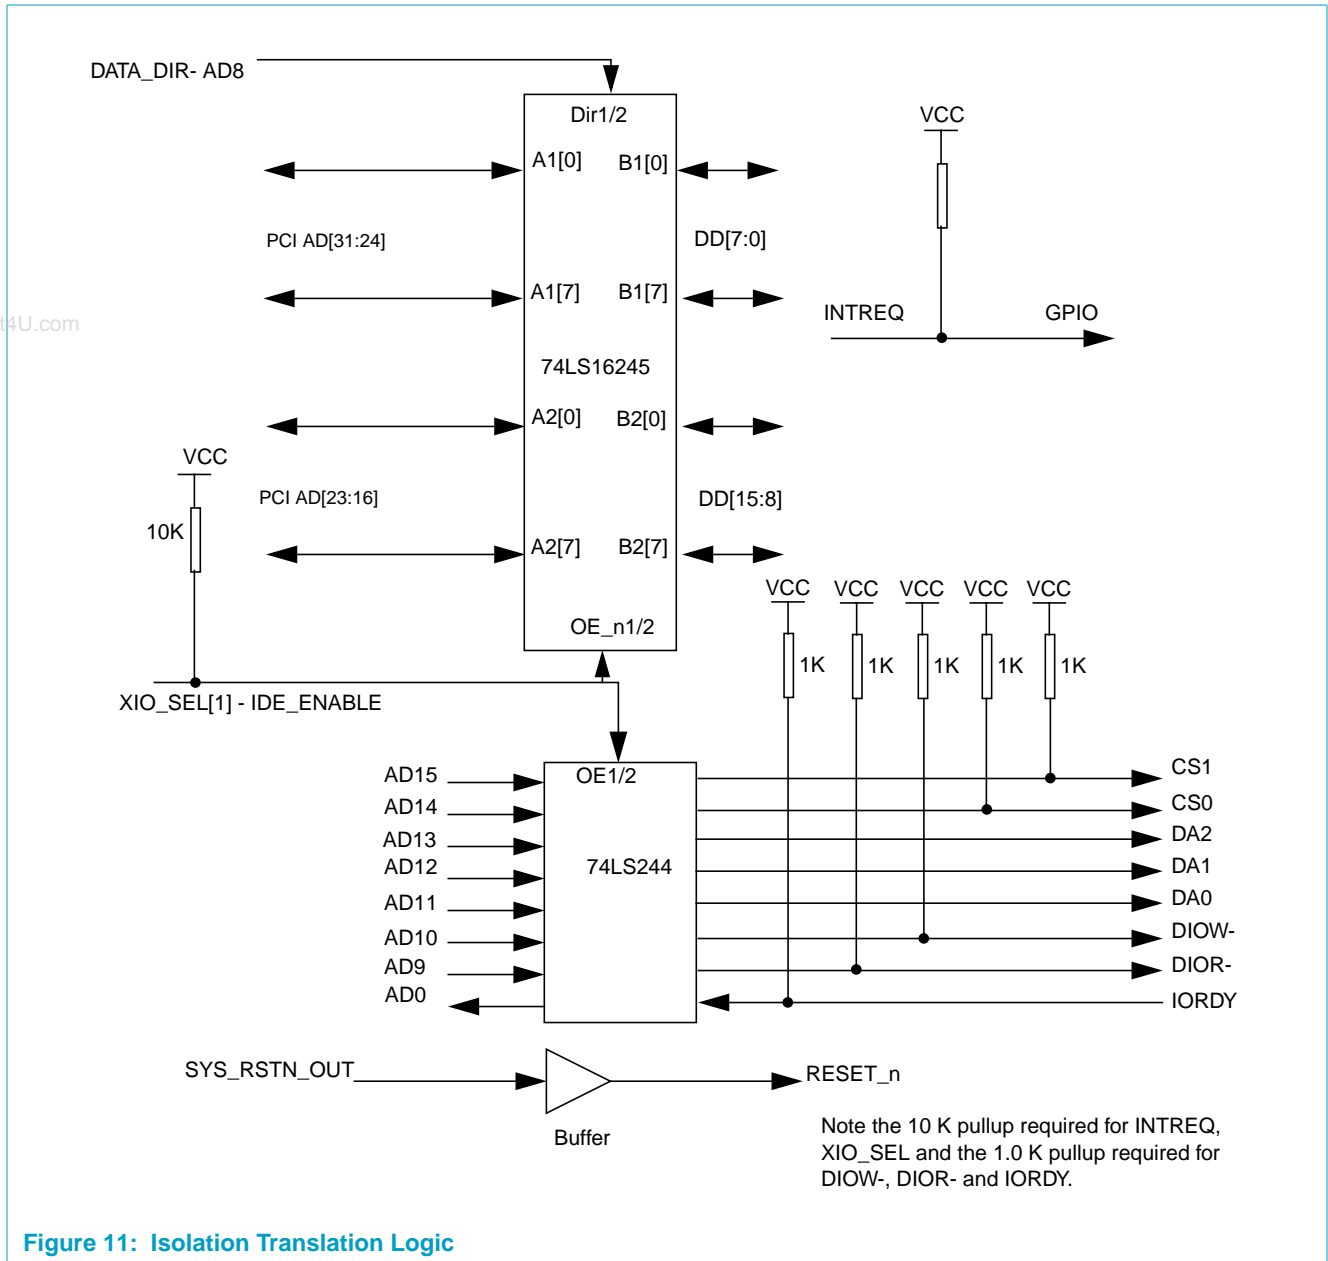 DATA_DIR- AD8
Dir1/2
VCC
A1[0] B1[0]
PCI AD[31:24] DD[7:0]
A1[7] B1[7]
INTREQ GPIO
t4U.com
74LS16245
A2[0] B2[0]
VCC
PCI AD[23:16] DD[15:8]
10K
A2[7] B2[7]
VCC VCC VCC VCC VCC
OE_n1/2
1K 1K 1K 1K 1K
XIO_SEL[1] - IDE_ENABLE
OE1/2
AD15 CS1
AD14 CS0
AD13 DA2
AD12 74LS244 DA1
AD11 DA0
AD10 DIOW-
AD9 DIOR-
AD0 IORDY
SYS_RSTN_OUT RESET_n
Buffer
Note the 10 K pullup required for INTREQ,
XIO_SEL and the 1.0 K pullup required for
DIOW-, DIOR- and IORDY.
Figure 11: Isolation Translation Logic